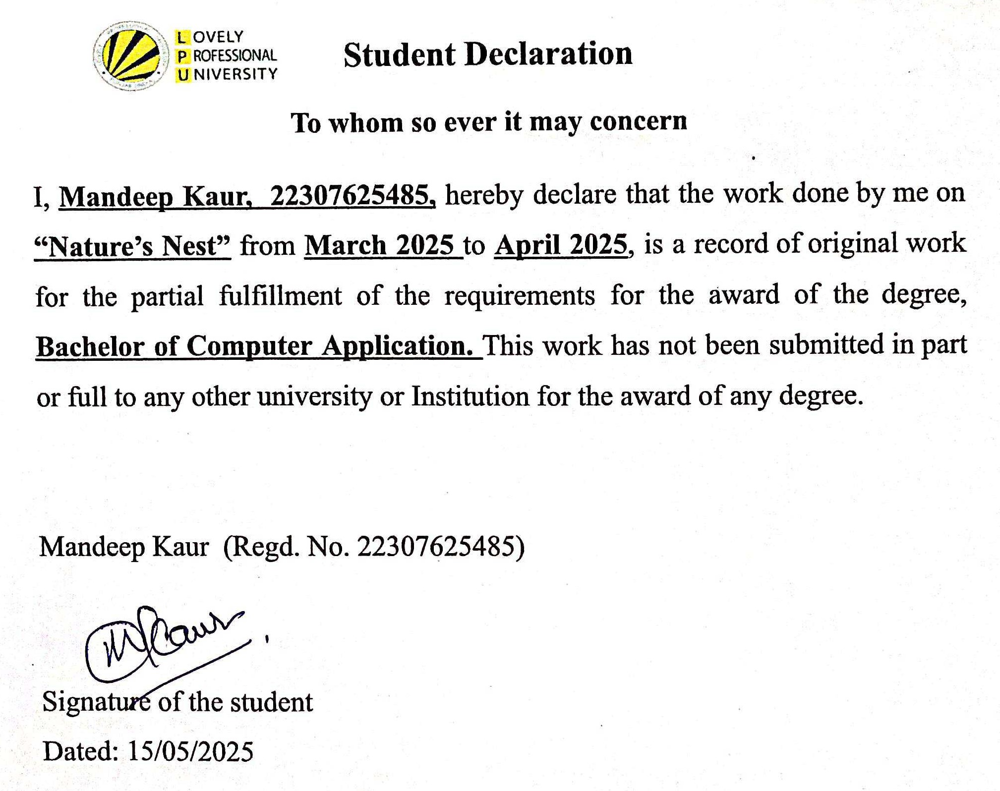 LOVELY
PROFESSIONAL
UNIVERSITY
Student Declaration
To whom so ever it may concern
I, Mandeep Kaur, 22307625485, hereby declare that the work done by me on
“Nature’s Nest” from March 2025 to April 2025, is a record of original work
for the partial fulfillment of the requirements for the award of the degree,
Bachelor of Computer Application. This work has not been submitted in part
or full to any other university or Institution for the award of any degree.
Mandeep Kaur (Regd. No. 22307625485)
MKaur
Signature of the student
Dated: 15/05/2025